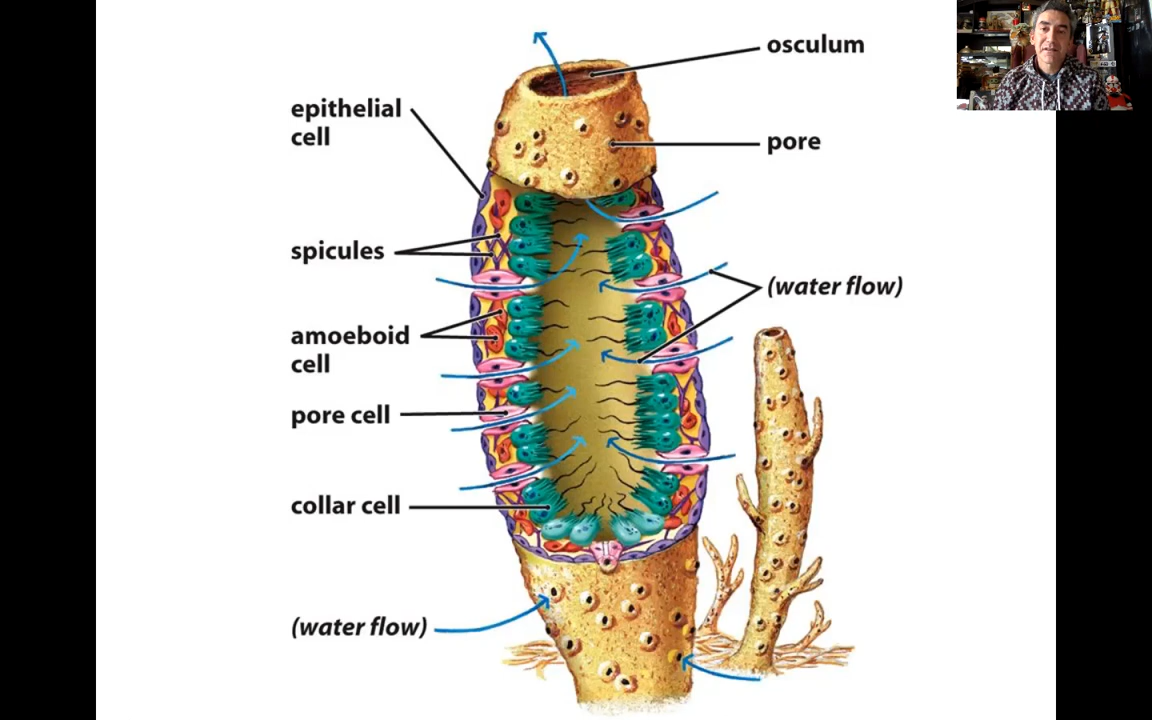 osculum
epithelial
cell
pore
spicules
(water flow)
amoeboid
cell
pore cell
collar cell
(water flow)